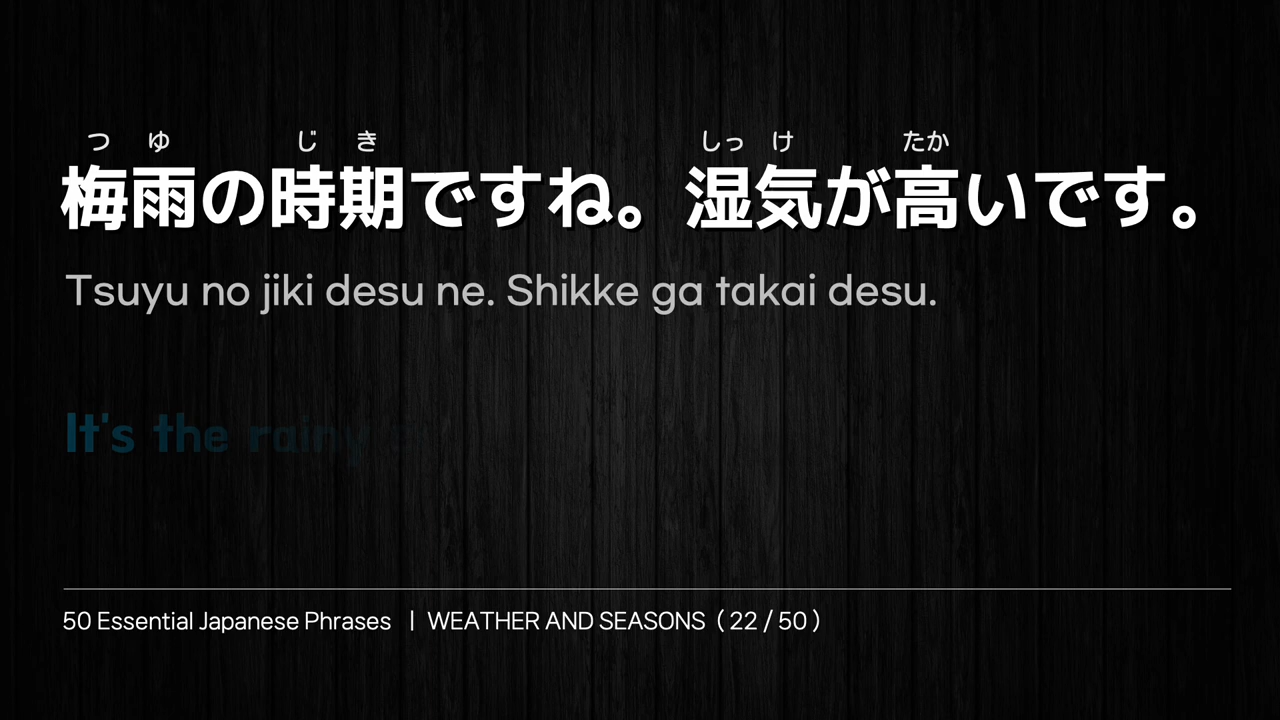 つ ゆ じ き しっ け たか
梅雨の時期ですね。湿気が高いです。
Tsuyu no jiki desu ne. Shikke ga takai desu.
It's the rainy
50 Essential Japanese Phrases | WEATHER AND SEASONS ( 22 / 50 )